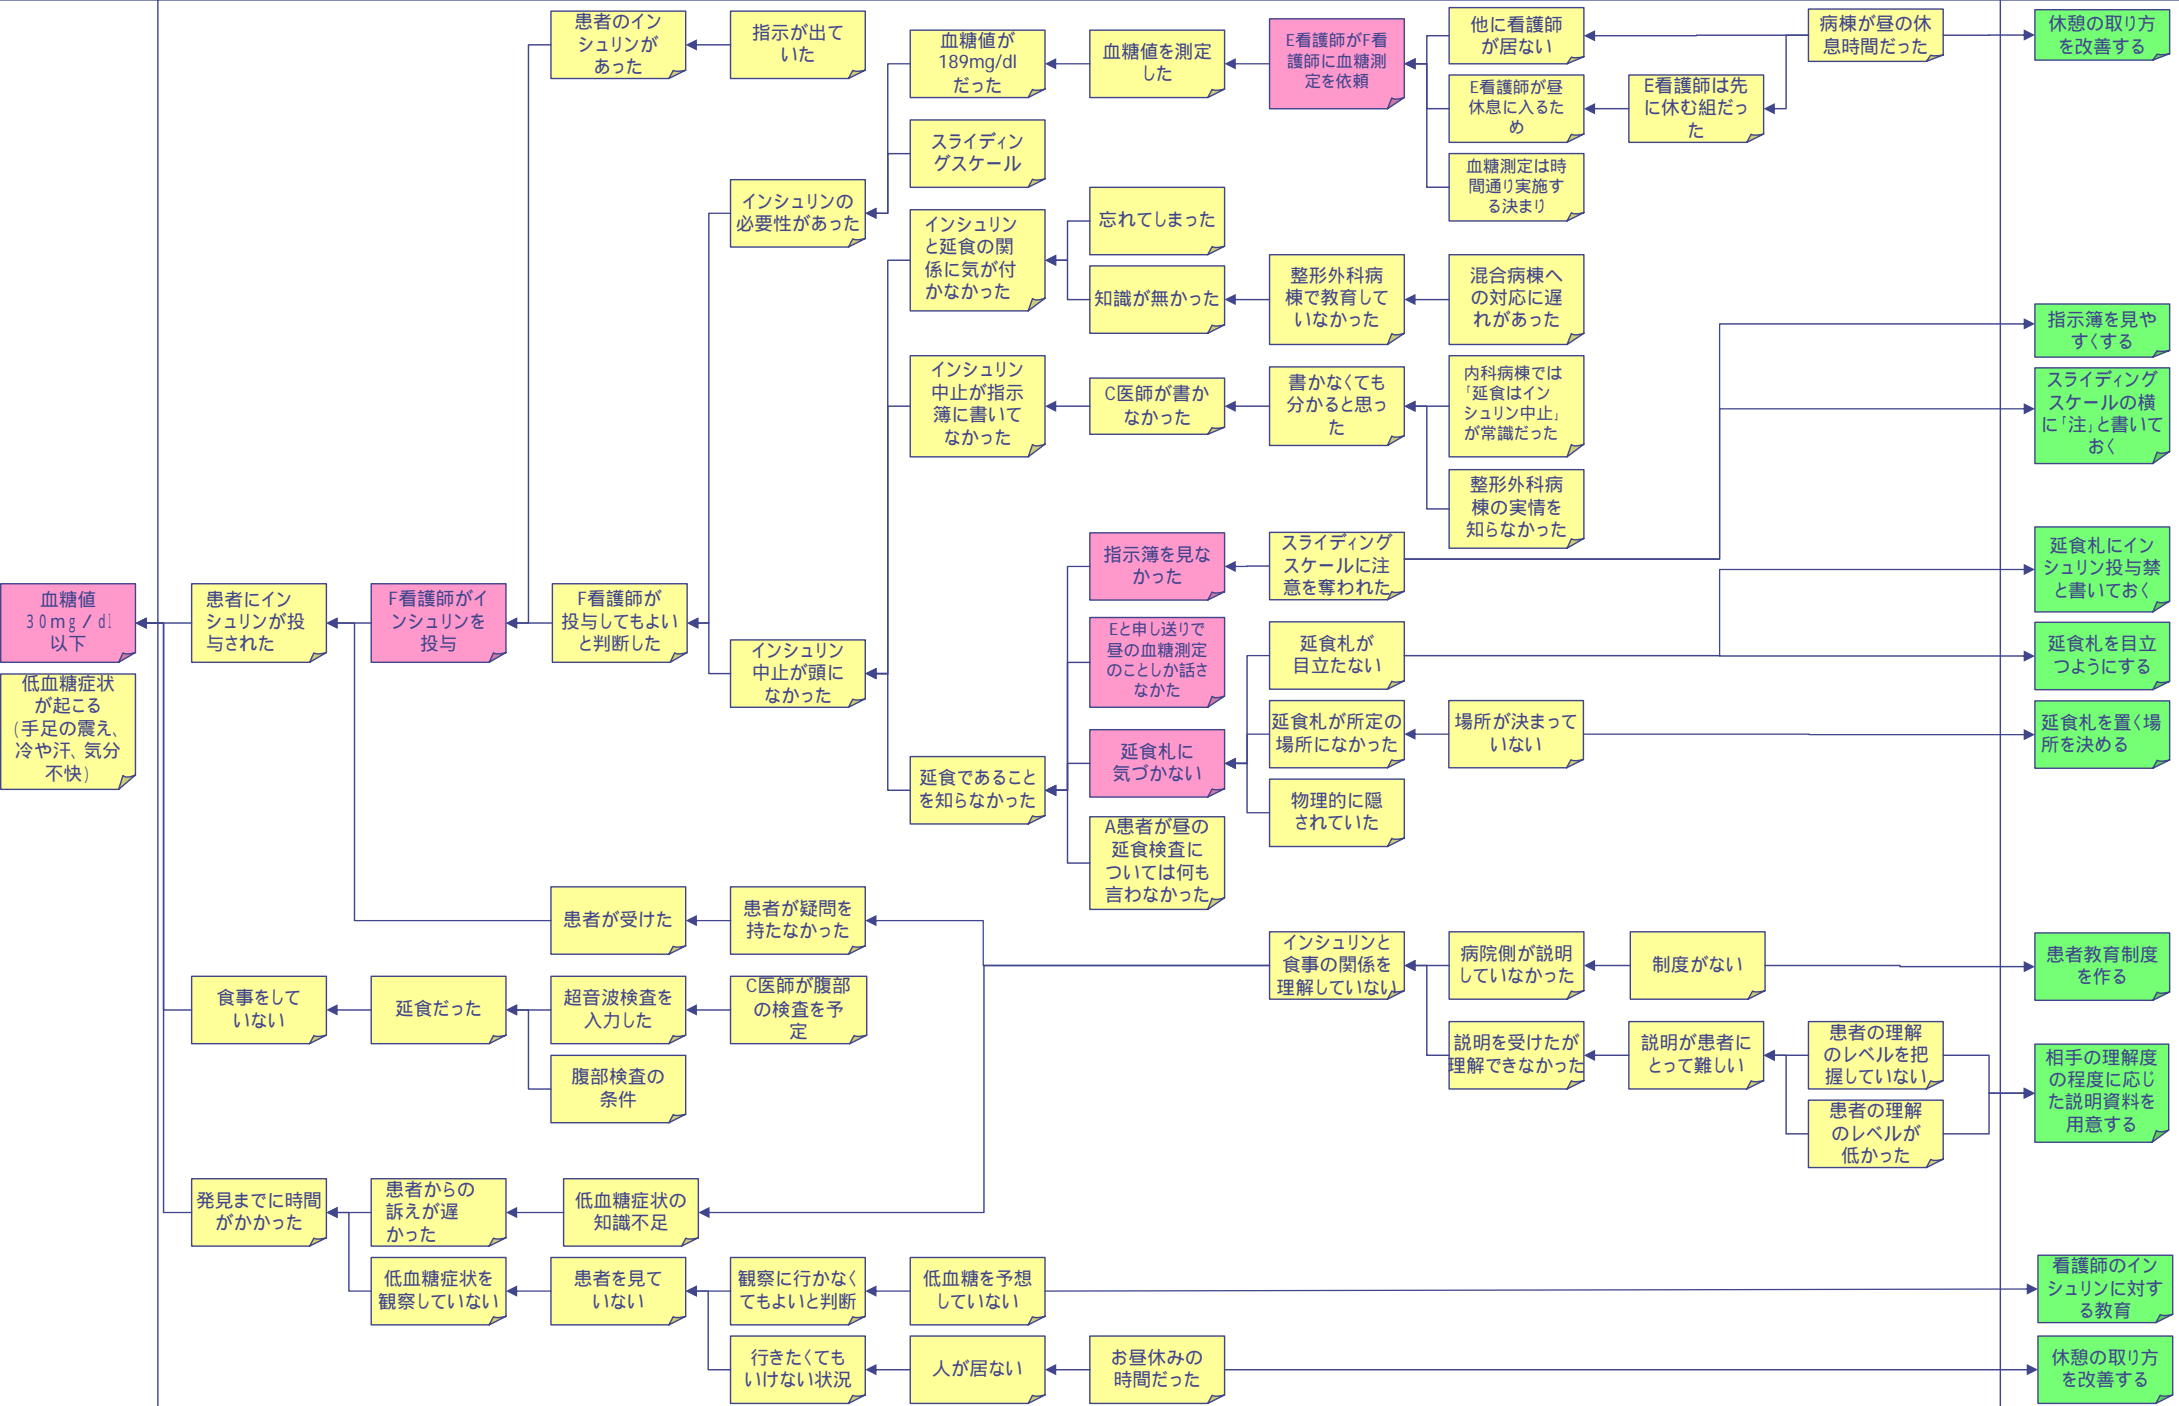 患者のイン
シュリンが
あった
指示が出て
いた
血糖値が
189mg/dl
だった
血糖値を測定
した
E看護師がF看
護師に血糖測
定を依頼
他に看護師
が居ない
病棟が昼の休
息時間だった
休憩の取り方
を改善する
E看護師が昼
休息に入るた
め
E看護師は先
に休む組だっ
た
スライディン
グスケール
血糖測定は時
間通り実施す
る決まり
インシュリンの
必要性があった
インシュリン
と延食の関
係に気が付
かなかった
忘れてしまった
知識が無かった
整形外科病
棟で教育して
いなかった
混合病棟へ
の対応に遅
れがあった
指示簿を見や
すくする
インシュリン
中止が指示
簿に書いて
なかった
C医師が書か
なかった
書かなくても
分かると思っ
た
内科病棟では
「延食はイン
シュリン中止」
が常識だった
スライディング
スケールの横
に「注」と書いて
おく
整形外科病
棟の実情を
知らなかった
指示簿を見な
かった
スライディング
スケールに注
意を奪われた
延食札にイン
シュリン投与禁
と書いておく
血糖値
30mg/dl
以下
患者にイン
シュリンが投
与された
F看護師がイ
ンシュリンを
投与
F看護師が
投与してもよい
と判断した
インシュリン
中止が頭に
なかった
Eと申し送りで
昼の血糖測定
のことしか話さ
なかた
延食札が
目立たない
延食札を目立
つようにする
低血糖症状
が起こる
(手足の震え、
冷や汗、気分
不快)
延食札に
気づかない
延食札が所定の
場所になかった
場所が決まって
いない
延食札を置く場
所を決める
延食であること
を知らなかった
物理的に隠
されていた
A患者が昼の
延食検査に
ついては何も
言わなかった
患者が受けた
患者が疑問を
持たなかった
インシュリンと
食事の関係を
理解していない
病院側が説明
していなかった
制度がない
患者教育制度
を作る
食事をして
いない
延食だった
超音波検査を
入力した
C医師が腹部
の検査を予
定
腹部検査の
条件
説明を受けたが
理解できなかった
説明が患者に
とって難しい
患者の理解
のレベルを把
握していない
相手の理解度
の程度に応じ
た説明資料を
用意する
患者の理解
のレベルが
低かった
発見までに時間
がかかった
患者からの
訴えが遅
かった
低血糖症状の
知識不足
低血糖症状を
観察していない
患者を見て
いない
観察に行かなく
てもよいと判断
低血糖を予想
していない
看護師のイン
シュリンに対す
る教育
行きたくても
いけない状況
人が居ない
お昼休みの
時間だった
休憩の取り方
を改善する